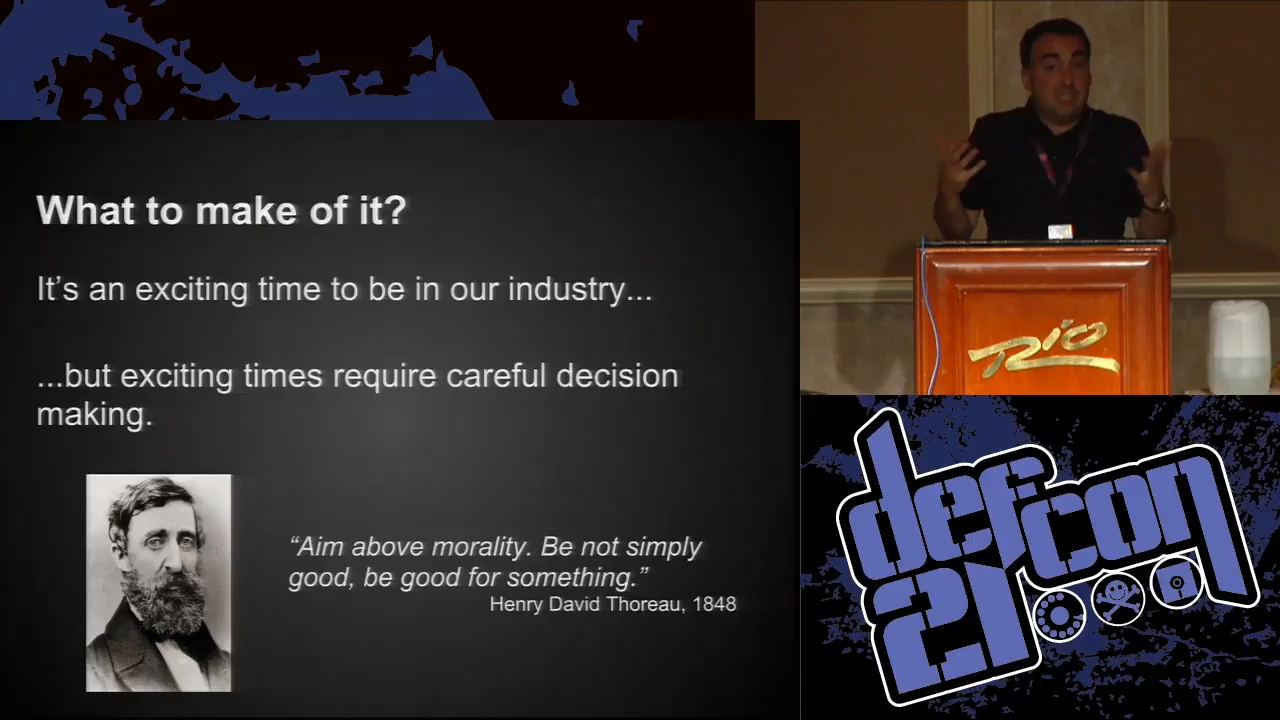 What to make of it?
It’s an exciting time to be in our industry...
...but exciting times require careful decision
making.
“Aim above morality. Be not simply
good, be good for something.”
Henry David Thoreau, 1848
Rio
defcon
21